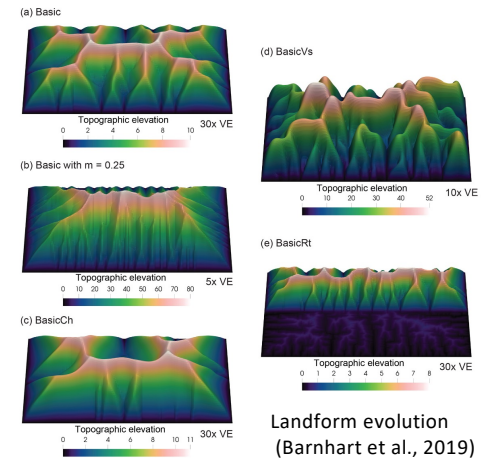 (a) Basic
Topographic elevation
0 2 4 6 8 10
30x VE
(b) Basic with m = 0.25
Topographic elevation
0 10 20 30 40 50 60 70 80
5x VE
(c) BasicCh
Topographic elevation
0 2 4 6 8 11
30x VE
(d) BasicVs
Topographic elevation
0 10 20 30 40 52
10x VE
(e) BasicRt
Topographic elevation
0 1 2 3 4 5 6 8
30x VE
Landform evolution
(Barnhart et al., 2019)